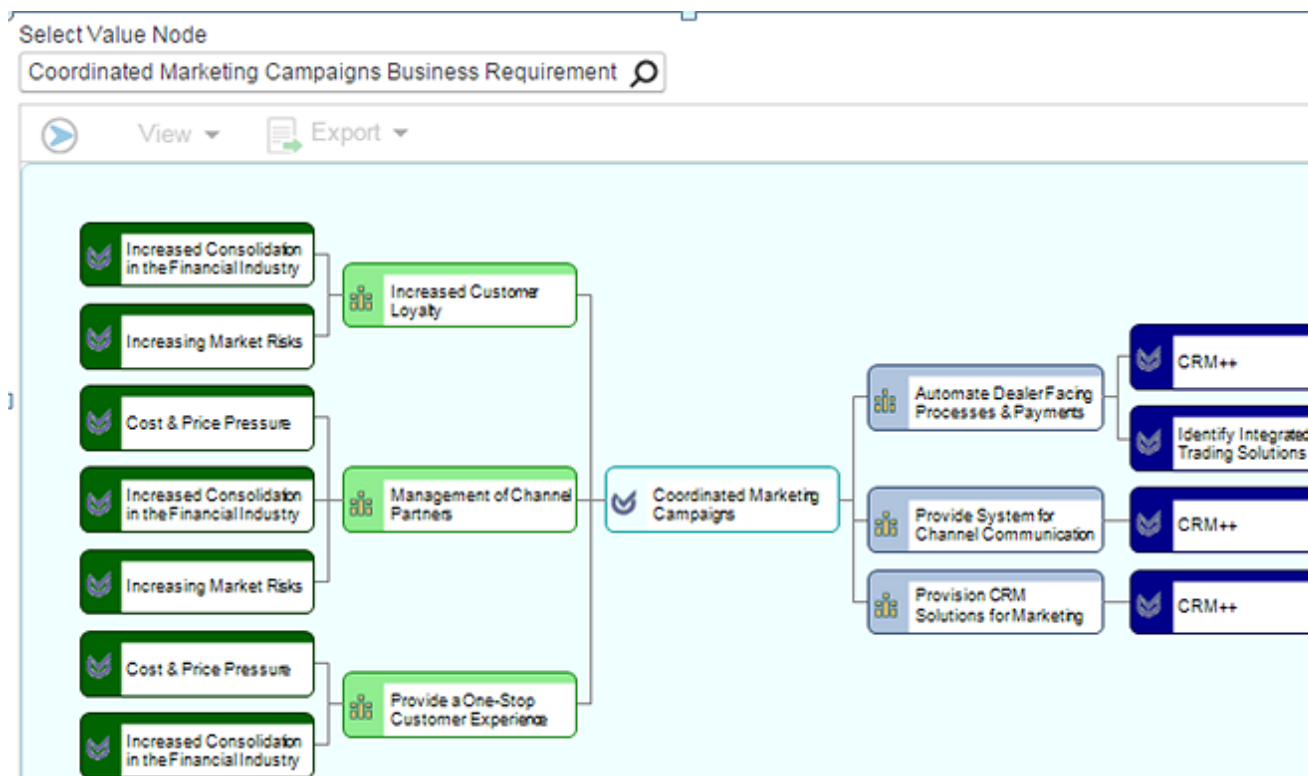 Select Value Node
Coordinated Marketing Campaigns Business Requirement
View
Export
Increased Consolidation
in the Financial Industry
Increasing Market Risks
Cost & Price Pressure
Increased Consolidation
in the Financial Industry
Increasing Market Risks
Cost & Price Pressure
Increased Consolidation
in the Financial Industry
Increased Customer
Loyalty
Management of Channel
Partners
Provide a One-Stop
Customer Experience
Coordinated Marketing
Campaigns
Automate Dealer Facing
Processes & Payments
Provide System for
Channel Communication
Provision CRM
Solutions for Marketing
CRM++
Identify Integrated
Trading Solutions
CRM++
CRM++